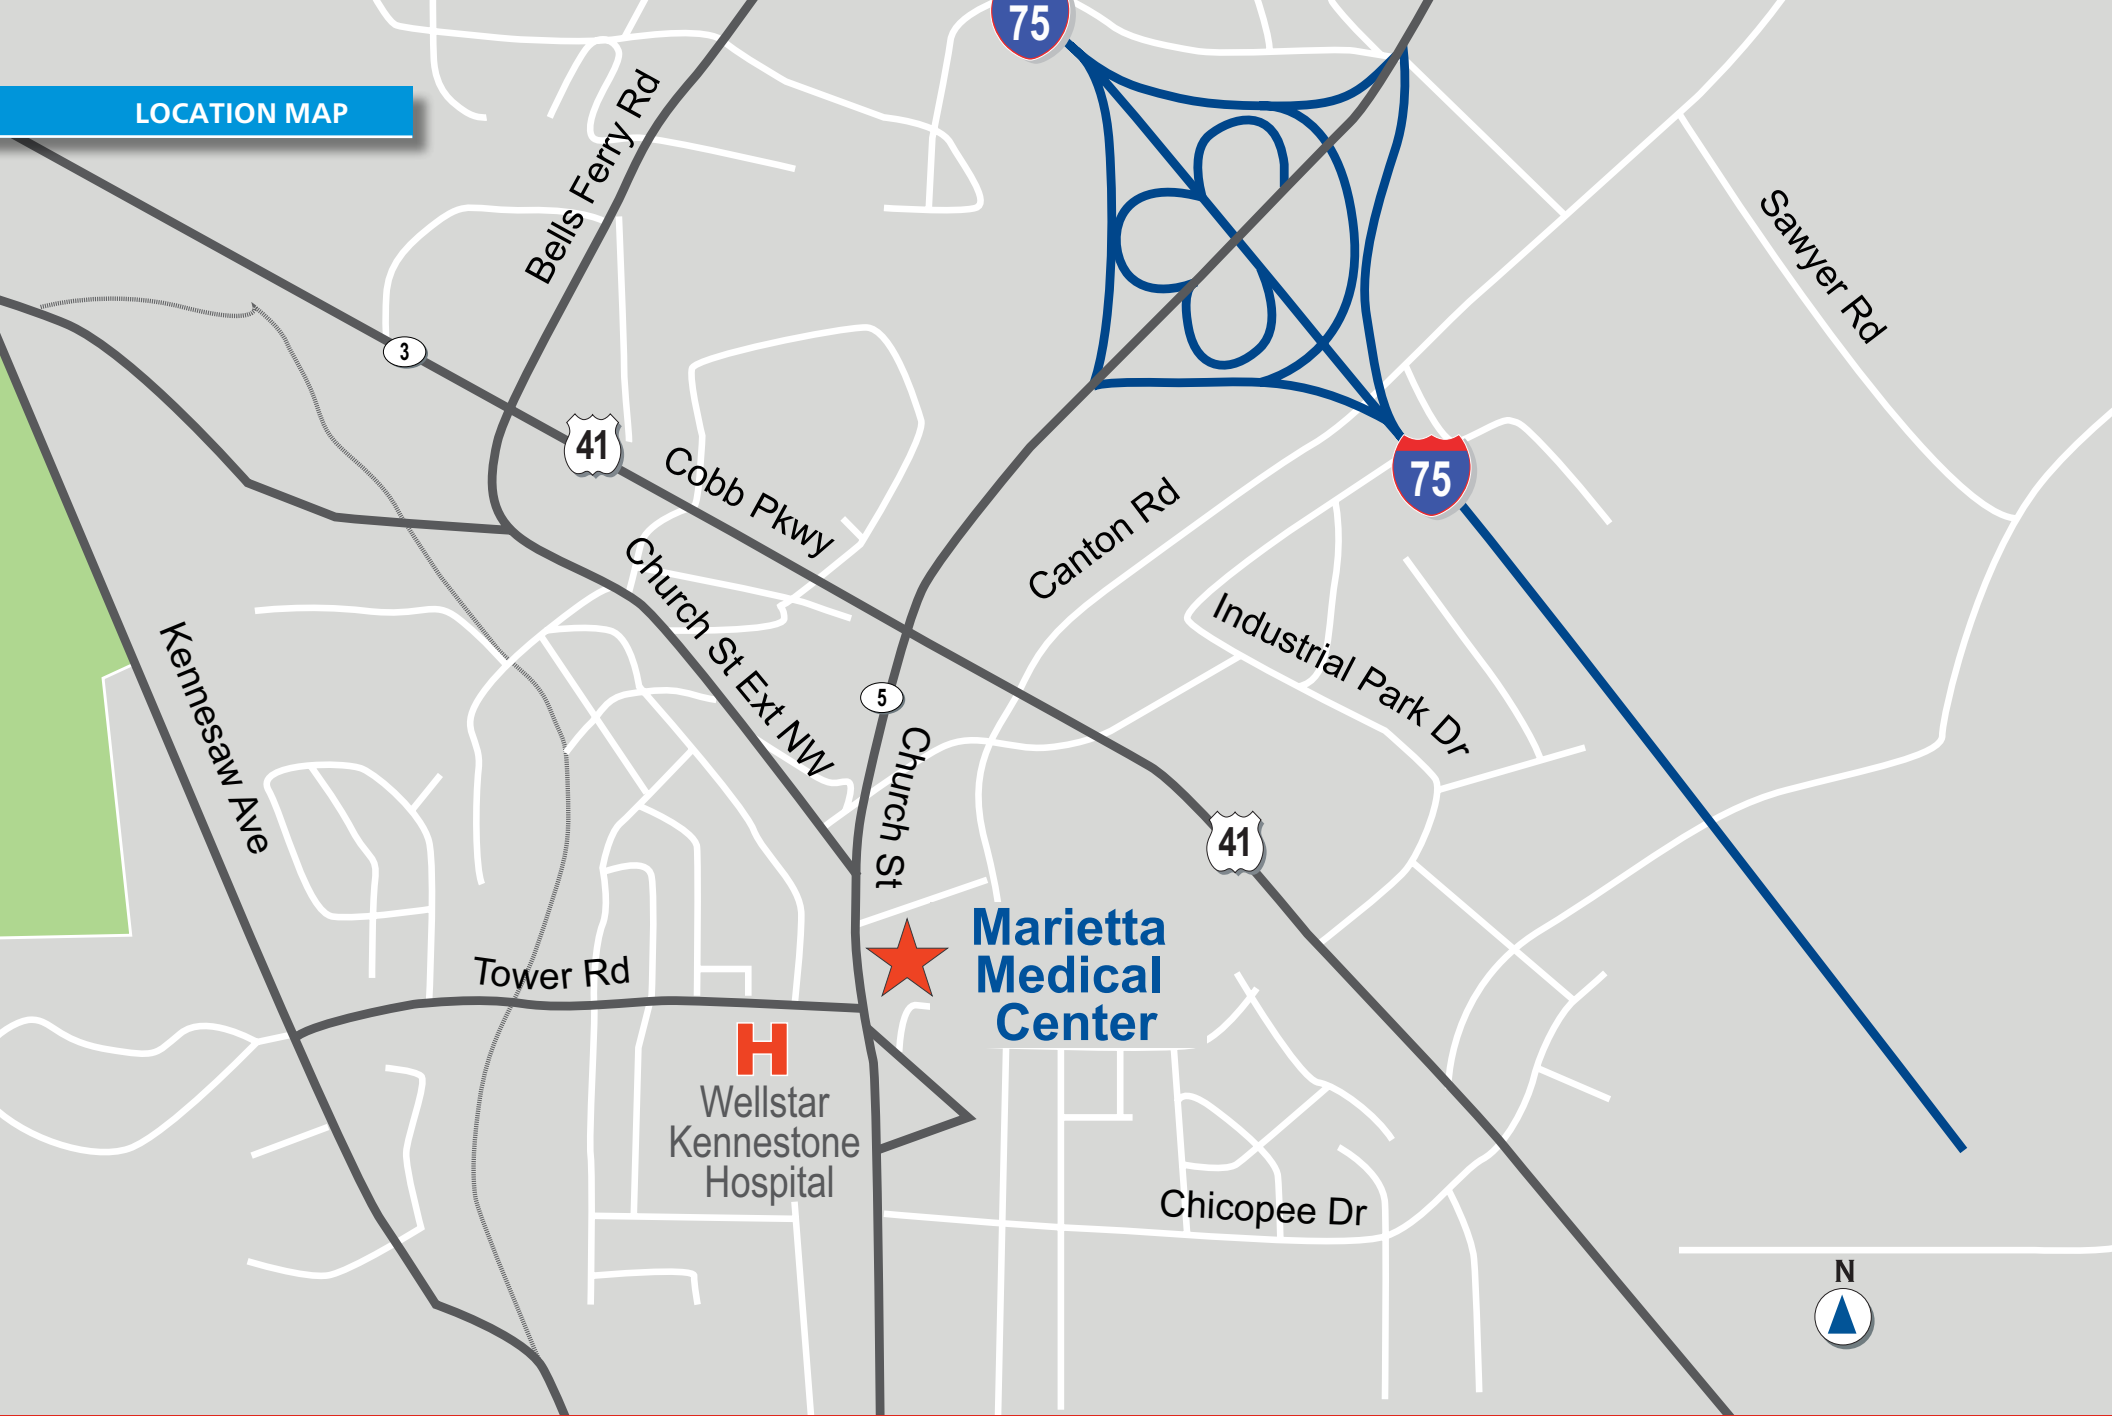 75
LOCATION MAP
Bells Ferry Rd
Sawyer Rd
3
41
Cobb Pkwy
75
Canton Rd
Church St Ext NW
Industrial Park Dr
Kennesaw Ave
5
Church St
41
Marietta
Medical
Center
Tower Rd
H
Wellstar
Kennestone
Hospital
Chicopee Dr
N